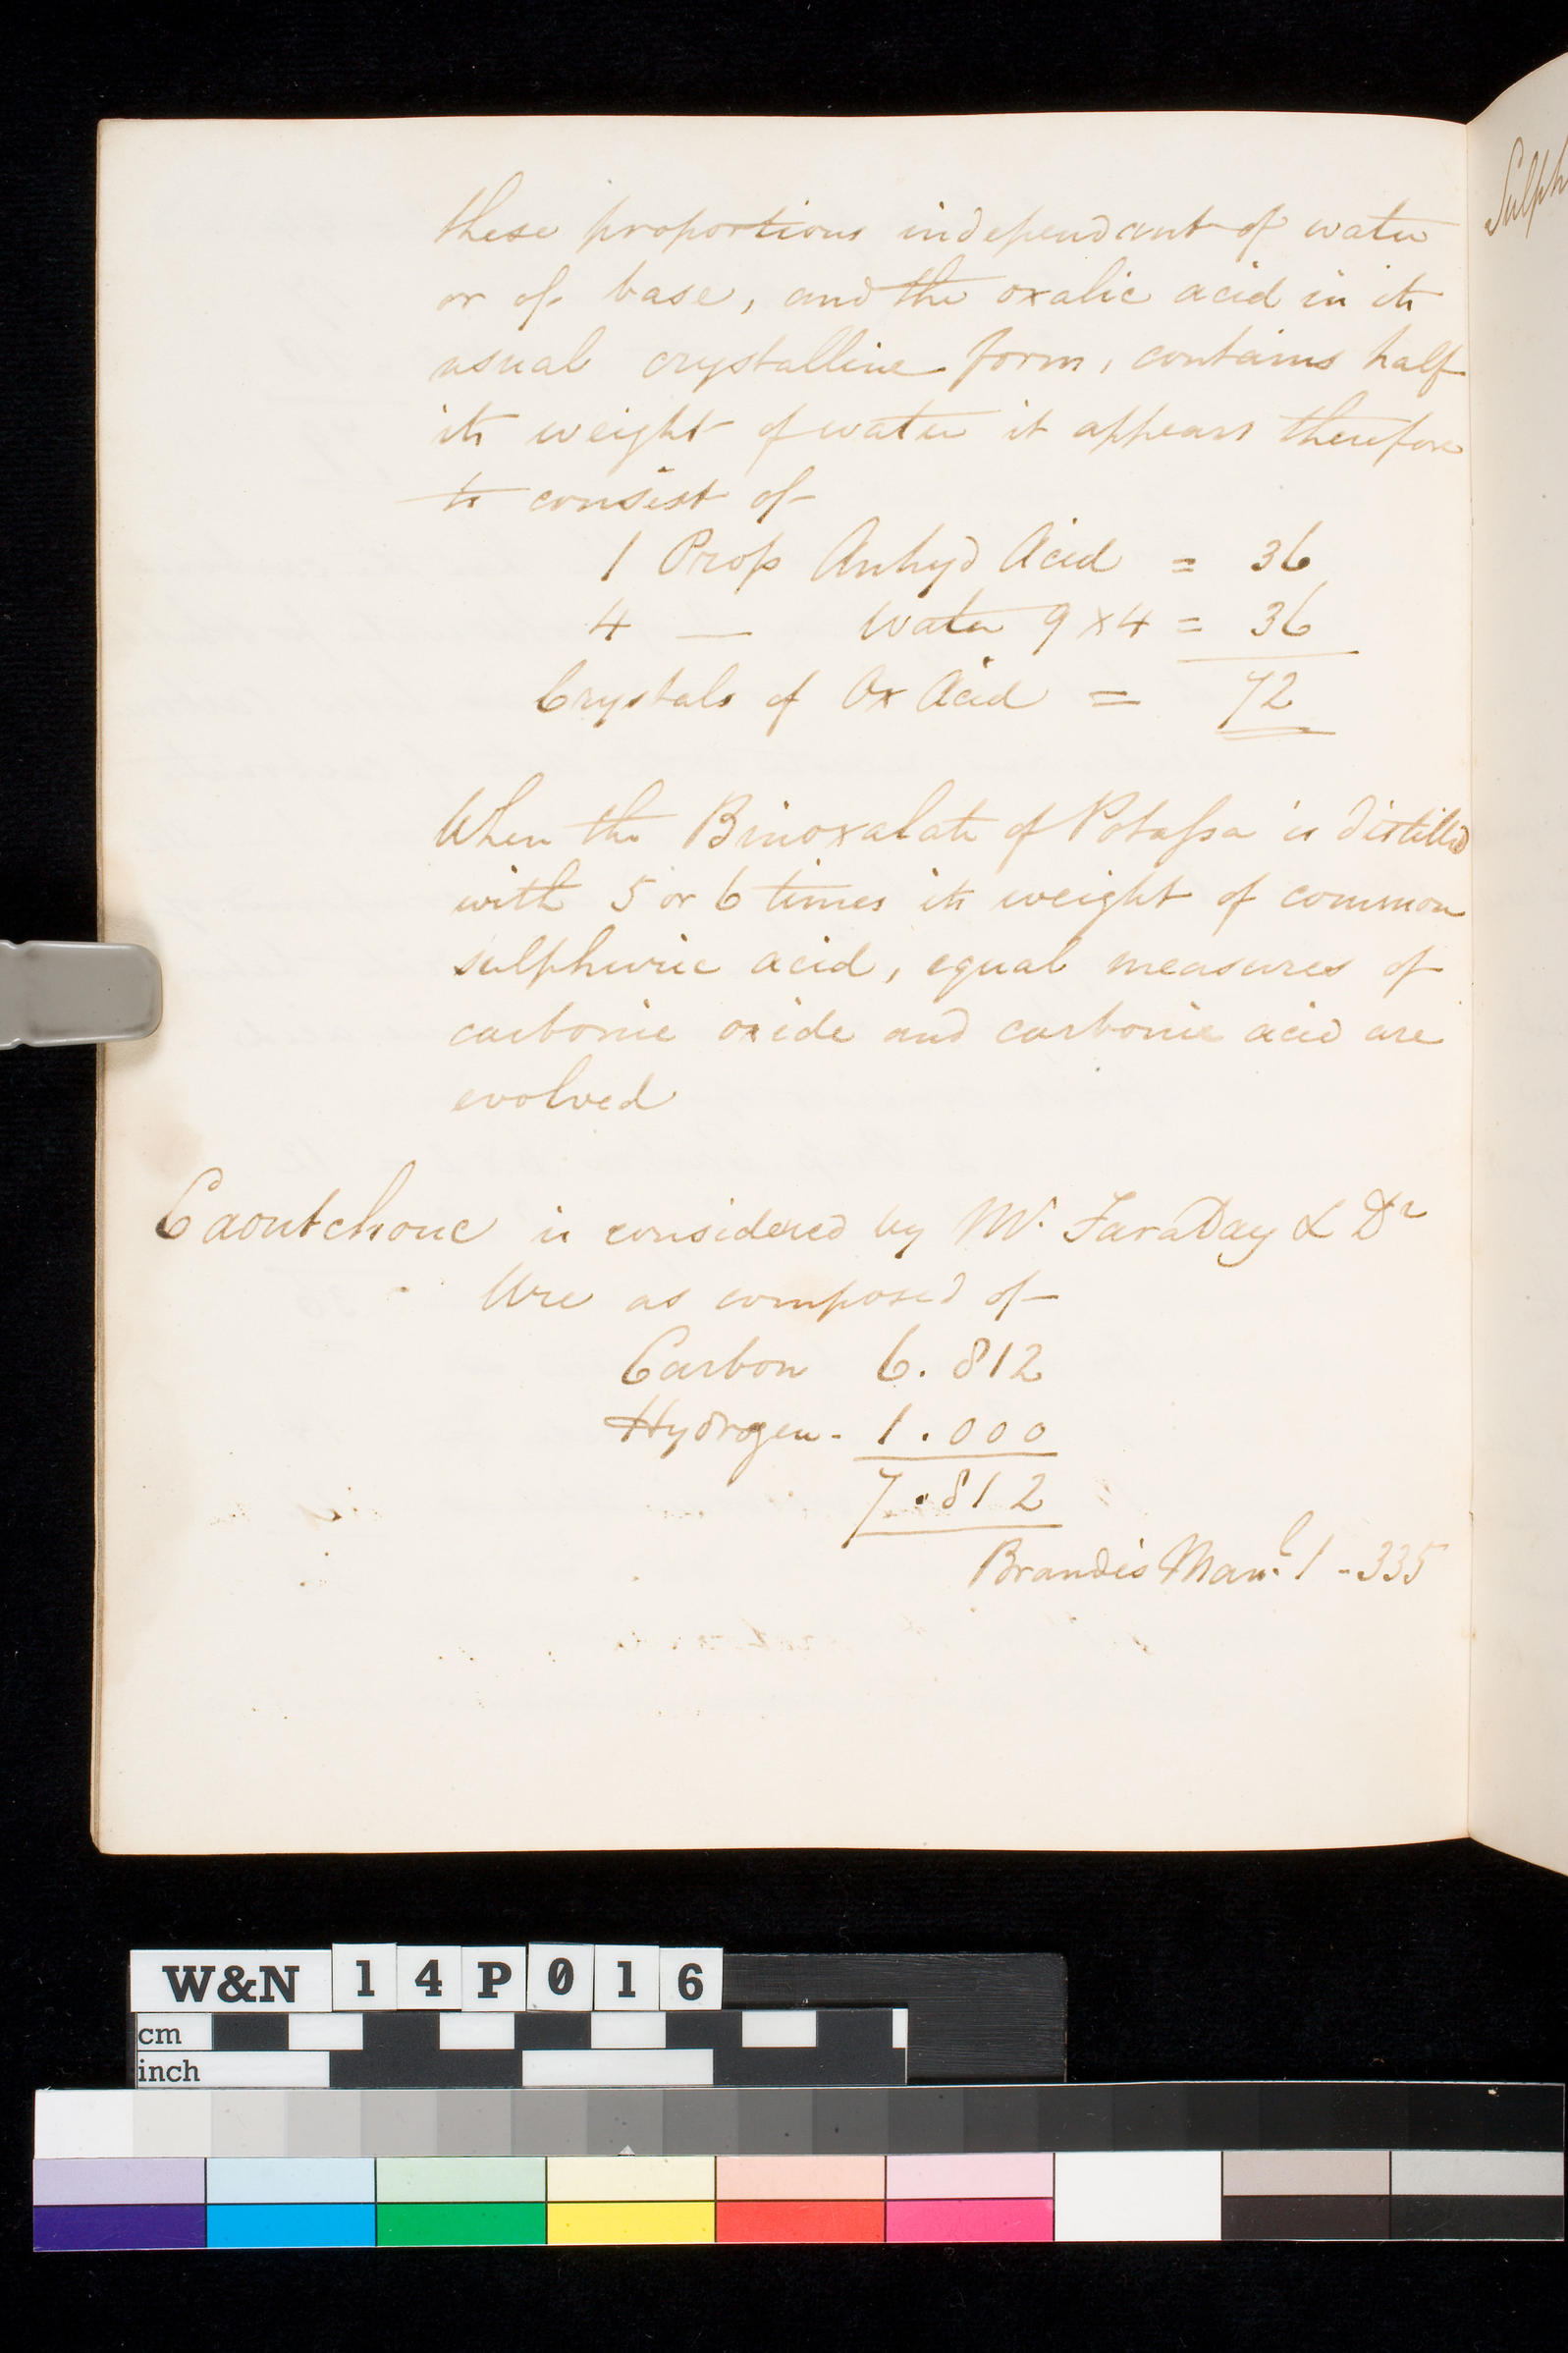 these proportions independant of water
or of base, and the oxalic acid in its
usual crystalline form, contains half
its weight of water it appears therefore
to consist of
1 Prop Anhyd Acid = 36
4 — Water 9 x 4 = 36
Crystals of Ox Acid = 72
When the Binoxalate of Potassa is distilled
with 5 or 6 times its weight of common
sulphuric acid, equal measures of
carbonic oxide and carbonic acid are
evolved
Caoutchouc is considered by Mr. FaraDay & Dr
Ure as composed of
Carbon 6.812
Hydrogen - 1.000
7.812
Brandis Manl. 1 - 335
Sulph
W&N 14P016
cm
inch